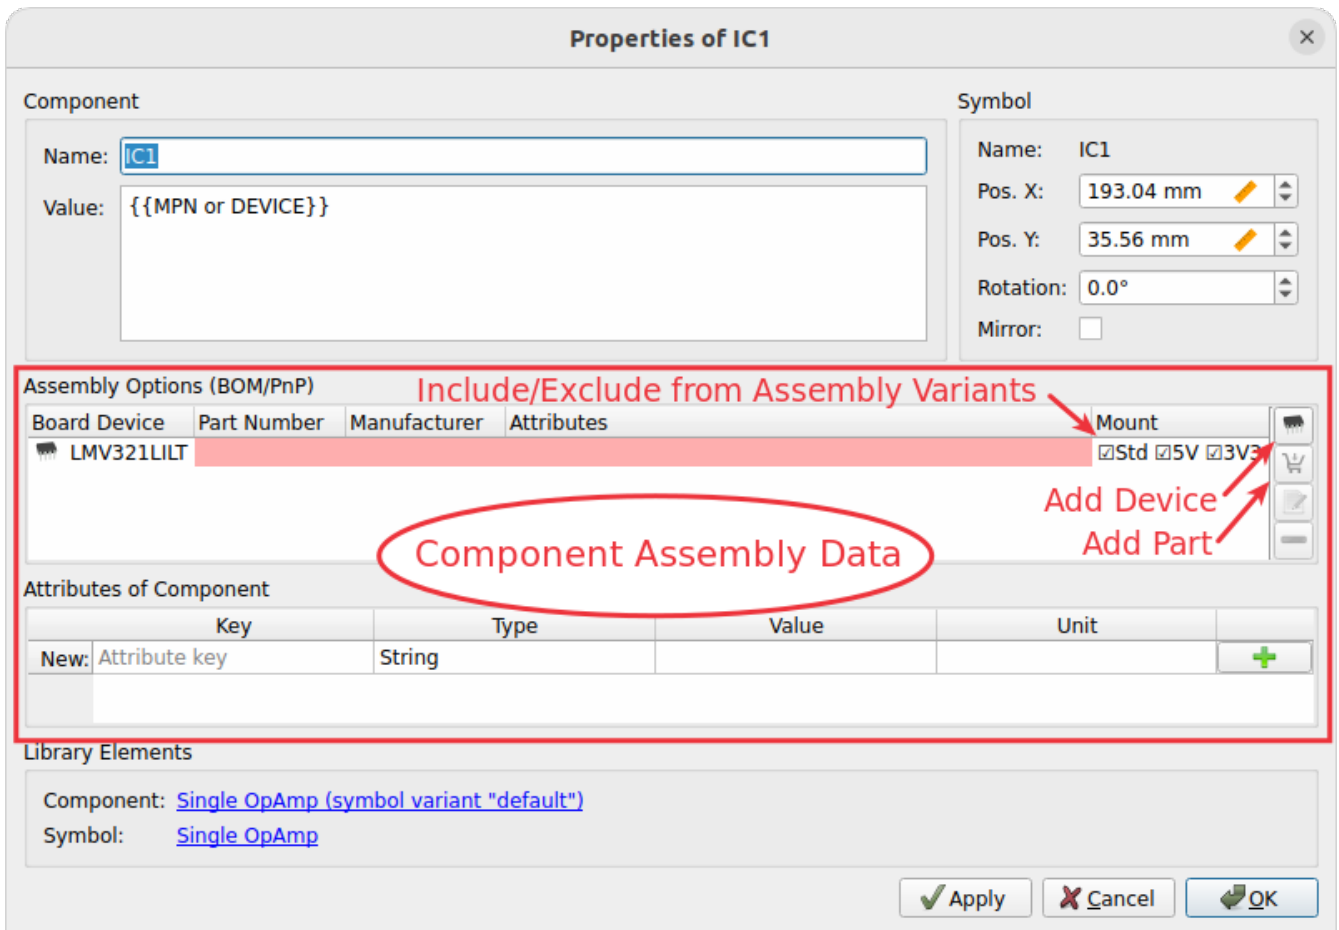 Properties of IC1
Component
Name: IC1
Value: {{MPN or DEVICE}}
Symbol
Name: IC1
Pos. X: 193.04 mm
Pos. Y: 35.56 mm
Rotation: 0.0°
Mirror:
Assembly Options (BOM/PnP)
Include/Exclude from Assembly Variants
Board Device Part Number Manufacturer Attributes Mount
LMV321LILT ☑Std ☑5V ☑3V3
Add Device
Add Part
Component Assembly Data
Attributes of Component
Key Type Value Unit
New: Attribute key String
Library Elements
Component: Single OpAmp (symbol variant "default")
Symbol: Single OpAmp
Apply Cancel OK